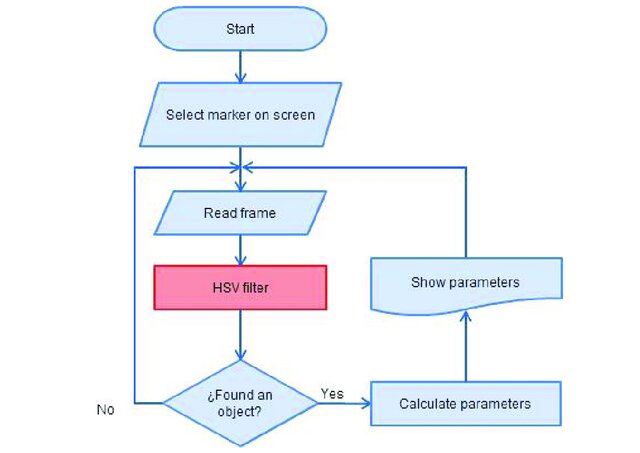 Start
Select marker on screen
Read frame
HSV filter
Show parameters
¿Found an
object?
Yes
No
Calculate parameters